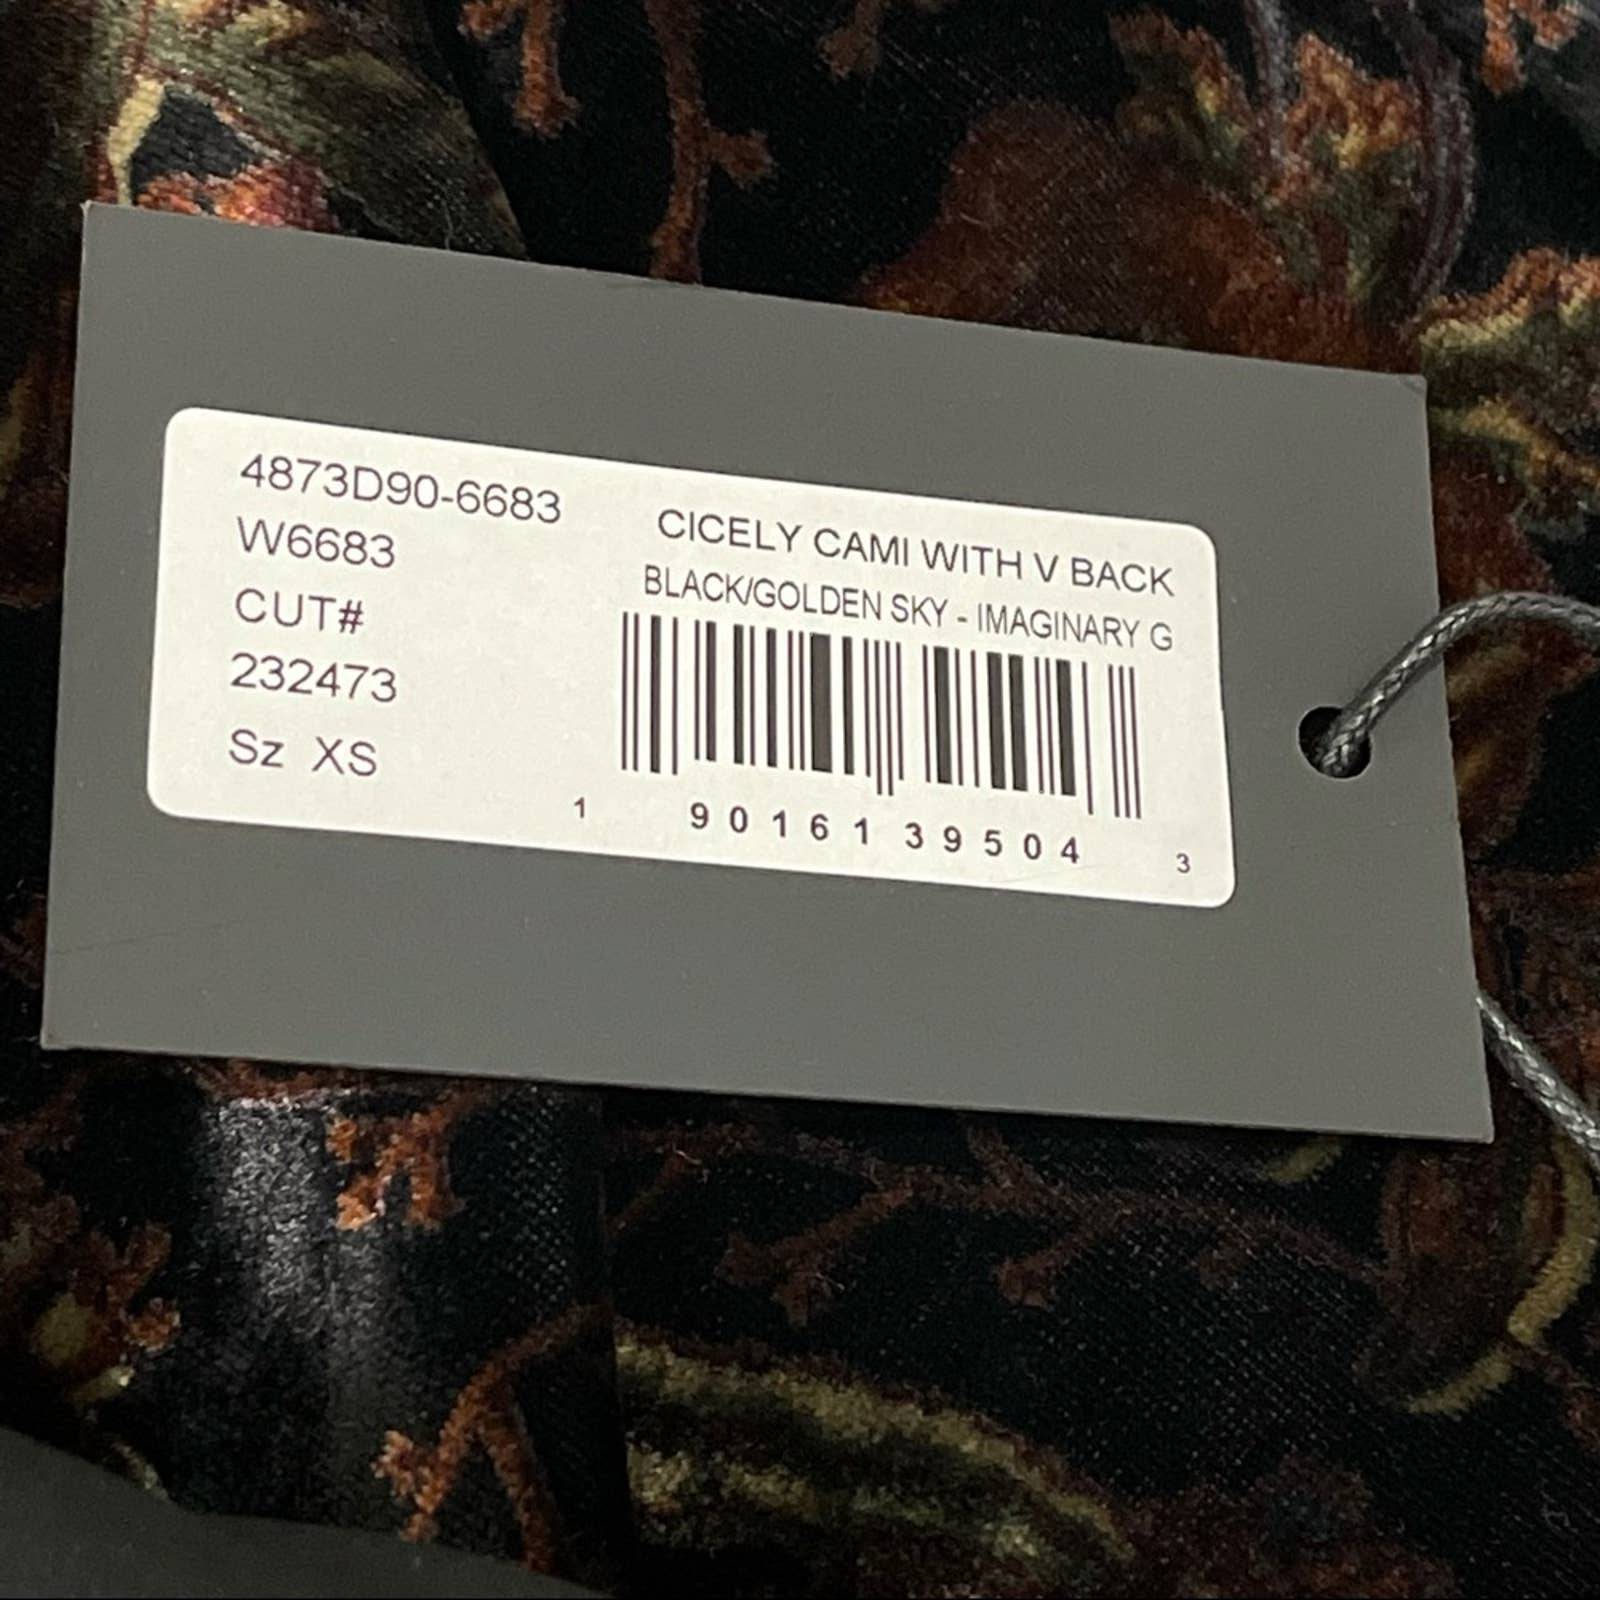 4873D90-6683
W6683
CUT#
232473
Sz XS
CICELY CAMI WITH V BACK
BLACK/GOLDEN SKY - IMAGINARY G
1 90161 39504 3